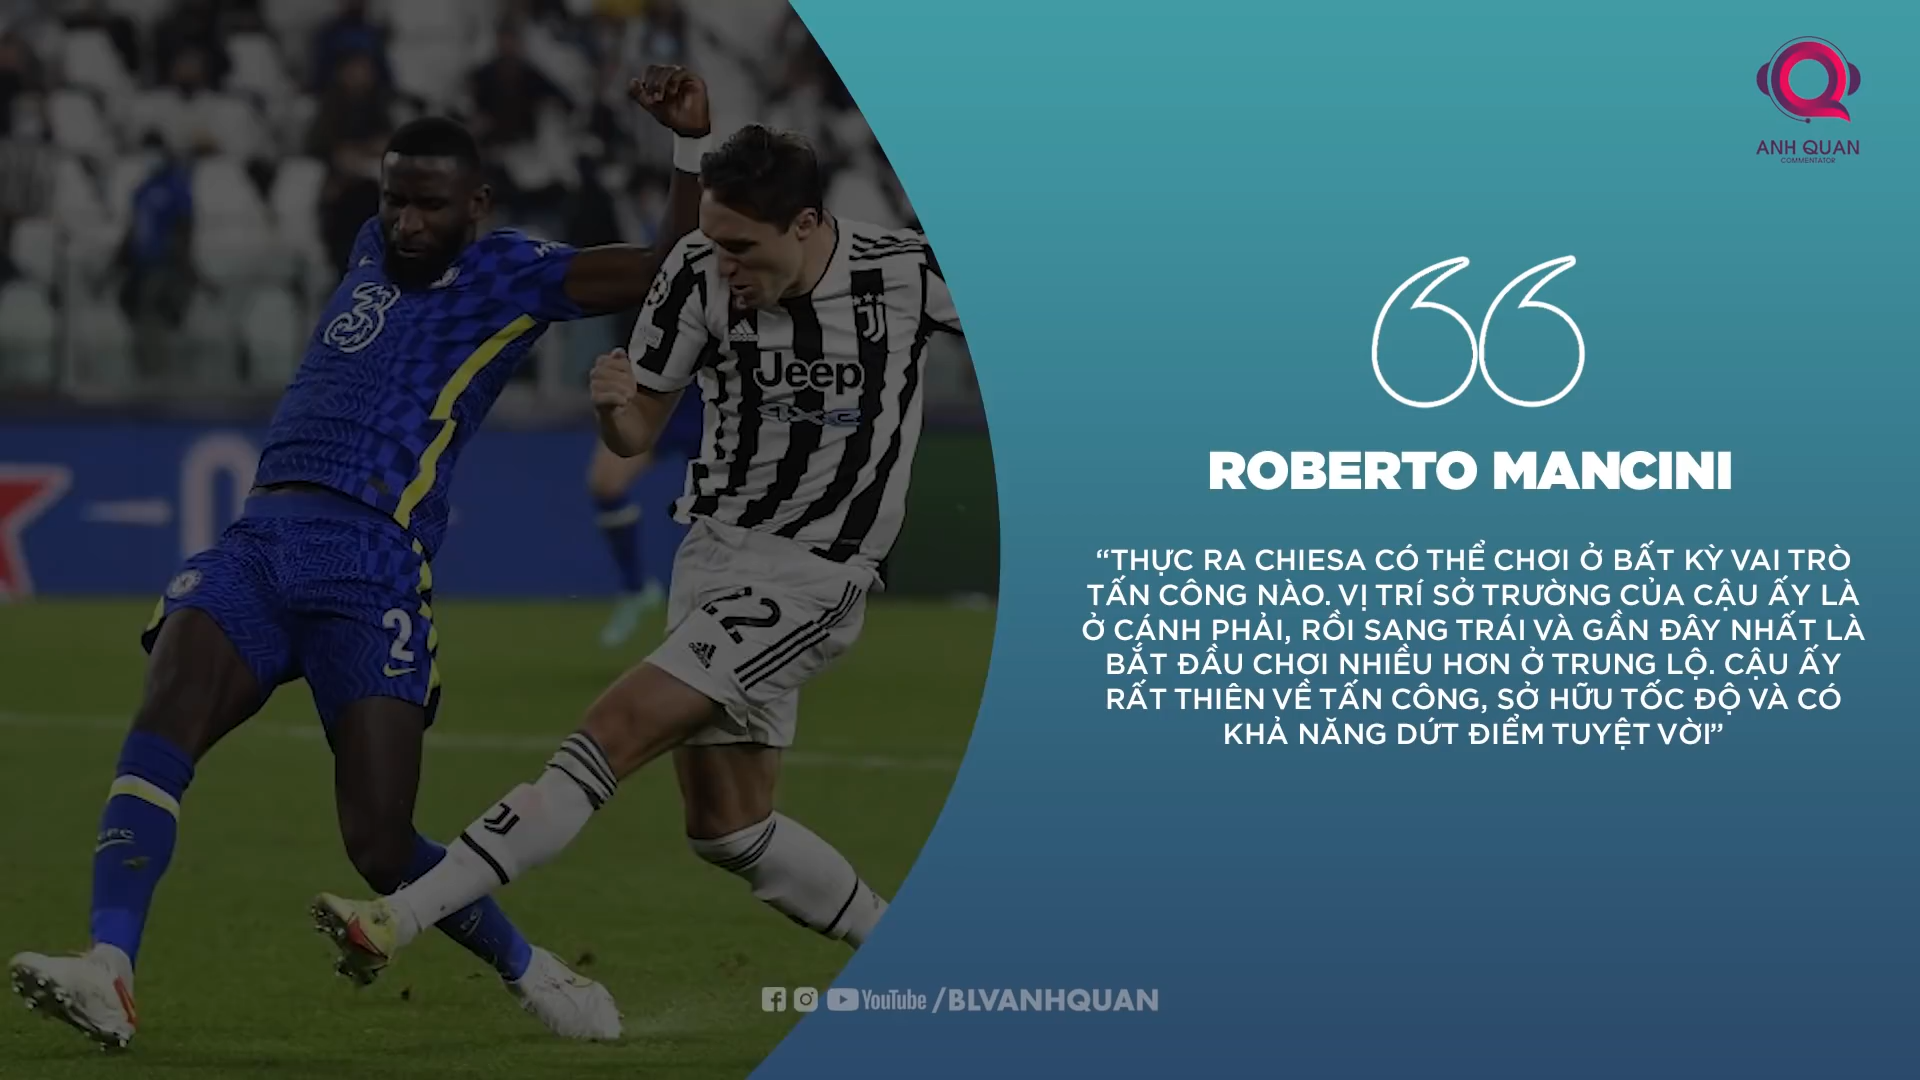 ANH QUAN
COMMENTATOR
3
Jeep
4xe
22
2
ROBERTO MANCINI
“THỰC RA CHIESA CÓ THỂ CHƠI Ở BẤT KỲ VAI TRÒ
TẤN CÔNG NÀO. VỊ TRÍ SỞ TRƯỜNG CỦA CẬU ẤY LÀ
Ở CÁNH PHẢI, RỒI SANG TRÁI VÀ GẦN ĐÂY NHẤT LÀ
BẮT ĐẦU CHƠI NHIỀU HƠN Ở TRUNG LỘ. CẬU ẤY
RẤT THIÊN VỀ TẤN CÔNG, SỞ HỮU TỐC ĐỘ VÀ CÓ
KHẢ NĂNG DỨT ĐIỂM TUYỆT VỜI”
YouTube /BLVANHQUAN